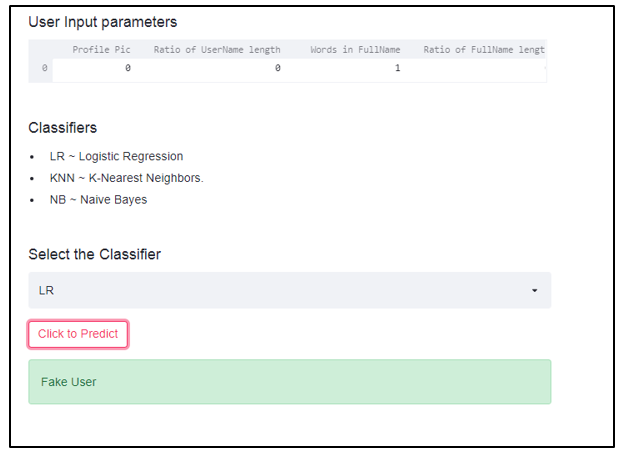 User Input parameters
Profile Pic Ratio of UserName length Words in FullName Ratio of FullName lengt
0 0 0 1
Classifiers
• LR ~ Logistic Regression
• KNN ~ K-Nearest Neighbors.
• NB ~ Naive Bayes
Select the Classifier
LR
Click to Predict
Fake User